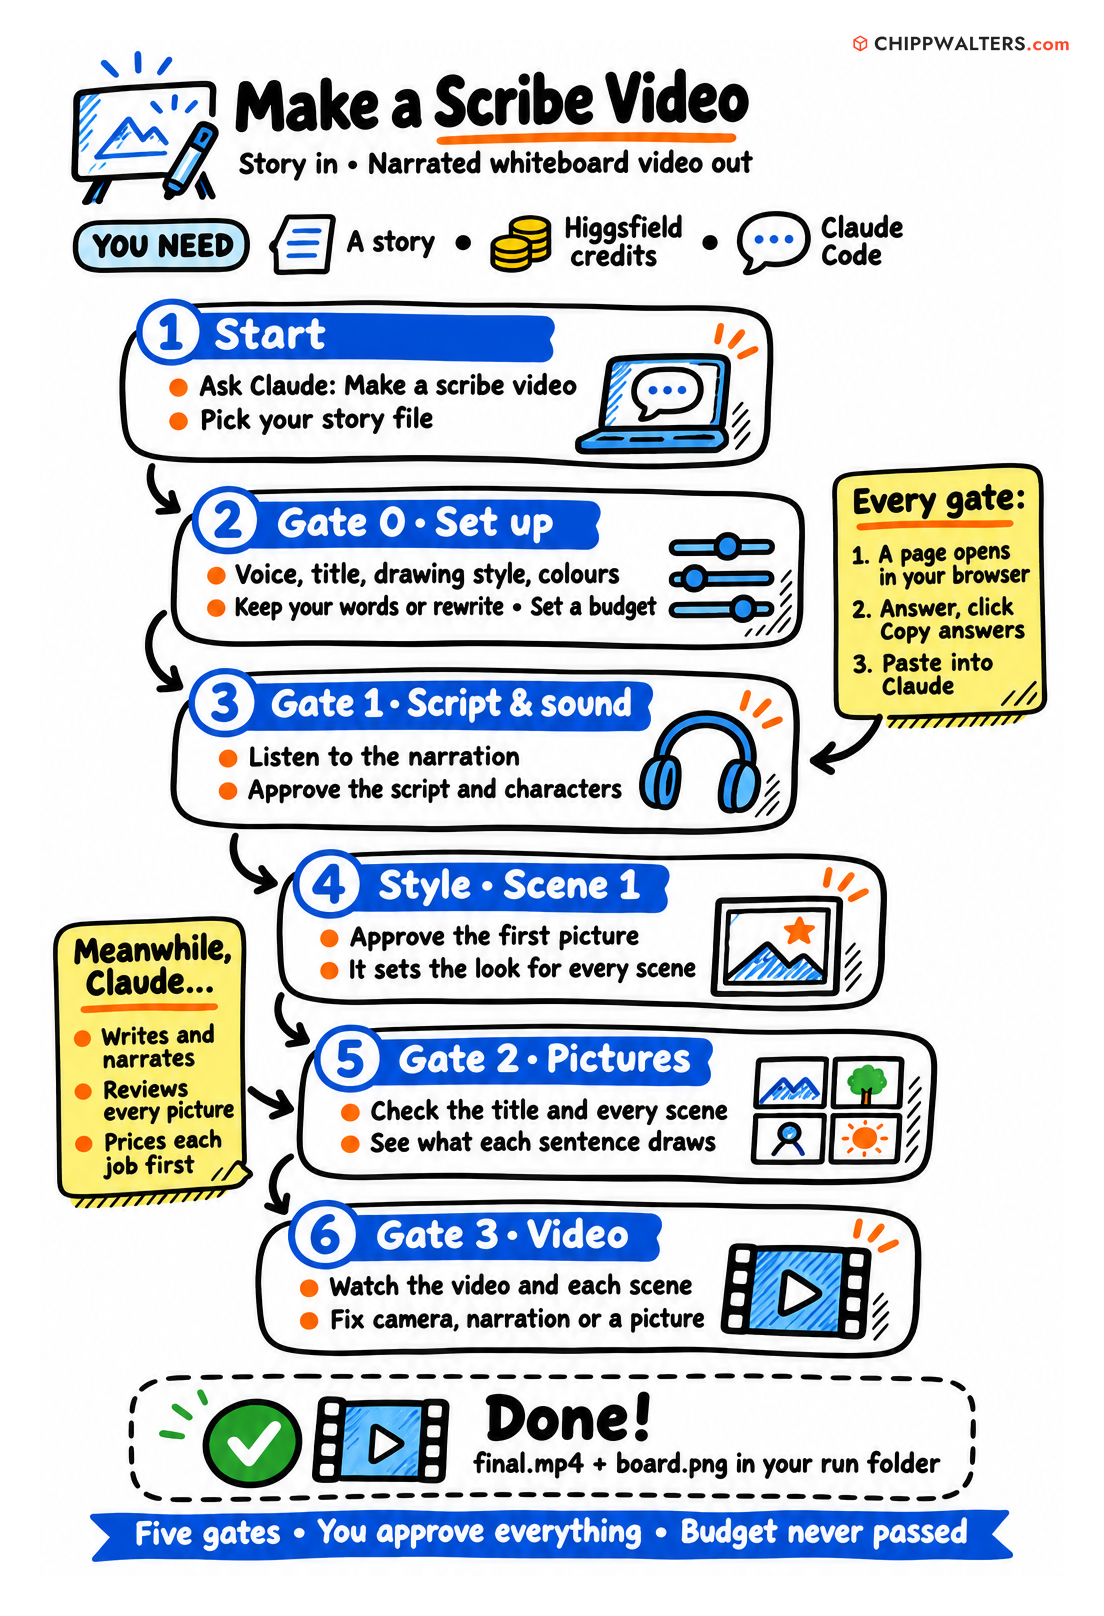 CHIPPWALTERS.com
Make a Scribe Video
Story in • Narrated whiteboard video out
YOU NEED
A story •
Higgsfield
credits
•
Claude
Code
1 Start
Ask Claude: Make a scribe video
Pick your story file
2 Gate 0 • Set up
Voice, title, drawing style, colours
Keep your words or rewrite • Set a budget
Every gate:
1. A page opens
in your browser
2. Answer, click
Copy answers
3. Paste into
Claude
3 Gate 1 • Script & sound
Listen to the narration
Approve the script and characters
4 Style • Scene 1
Approve the first picture
It sets the look for every scene
Meanwhile,
Claude...
Writes and
narrates
Reviews
every picture
Prices each
job first
5 Gate 2 • Pictures
Check the title and every scene
See what each sentence draws
6 Gate 3 • Video
Watch the video and each scene
Fix camera, narration or a picture
Done!
final.mp4 + board.png in your run folder
Five gates • You approve everything • Budget never passed